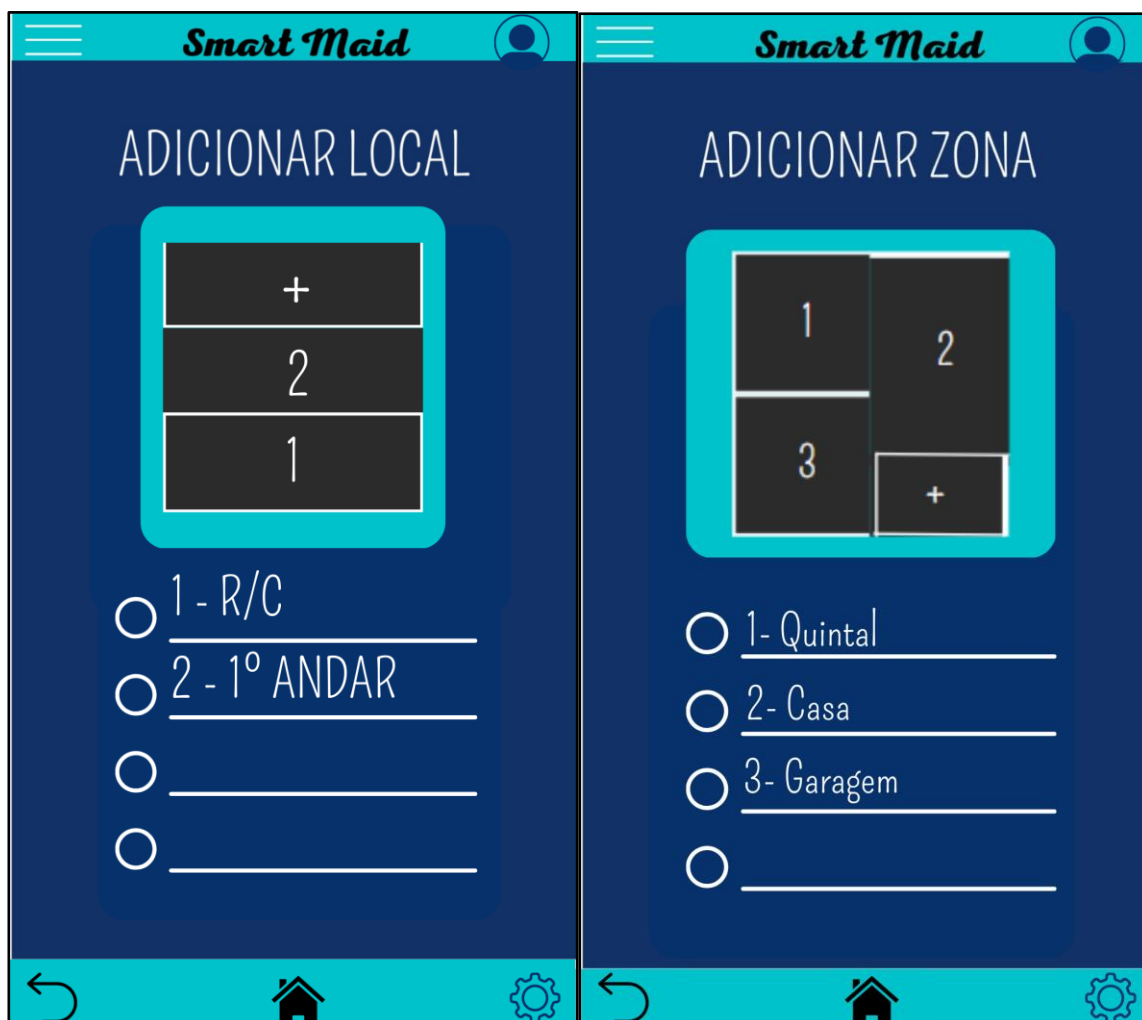 Smart Maid
ADICIONAR LOCAL
+
2
1
1 - R/C
2 - 1º ANDAR
Smart Maid
ADICIONAR ZONA
1
2
3
+
1- Quintal
2- Casa
3- Garagem